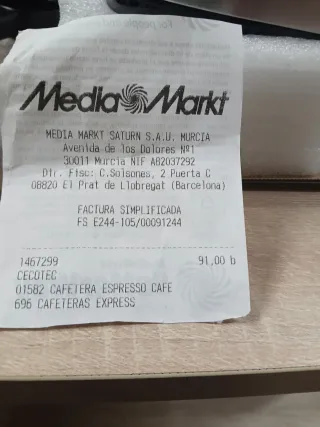 Media Markt
MEDIA MARKT SATURN S.A.U. MURCIA
Avenida de los Dolores Nº1
30011 Murcia NIF A82037292
Dir. Fisc: C.Solsones, 2 Puerta C
08820 El Prat de Llobregat (Barcelona)
FACTURA SIMPLIFICADA
FS E244-105/00091244
1467299 91,00 b
CECOTEC
01582 CAFETERA ESPRESSO CAFE
696 CAFETERAS EXPRESS